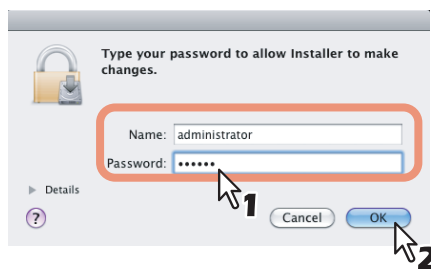 Type your password to allow Installer to make
changes.
Name: administrator
Password: ••••••
1
Details
?
Cancel
OK
2